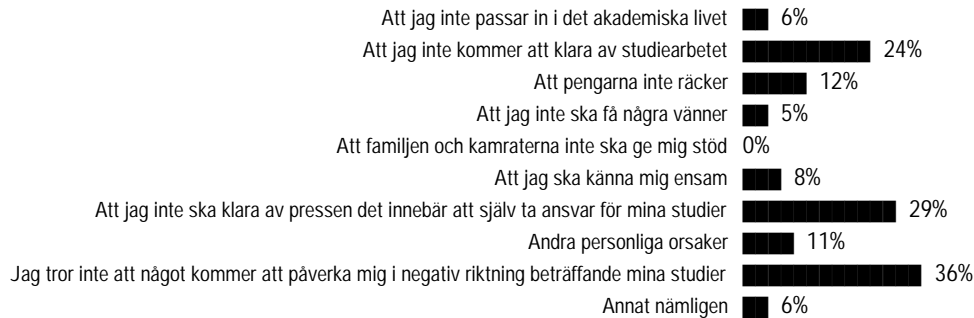 Att jag inte passar in i det akademiska livet 6%
Att jag inte kommer att klara av studiearbetet 24%
Att pengarna inte räcker 12%
Att jag inte ska få några vänner 5%
Att familjen och kamraterna inte ska ge mig stöd 0%
Att jag ska känna mig ensam 8%
Att jag inte ska klara av pressen det innebär att själv ta ansvar för mina studier 29%
Andra personliga orsaker 11%
Jag tror inte att något kommer att påverka mig i negativ riktning beträffande mina studier 36%
Annat nämligen 6%